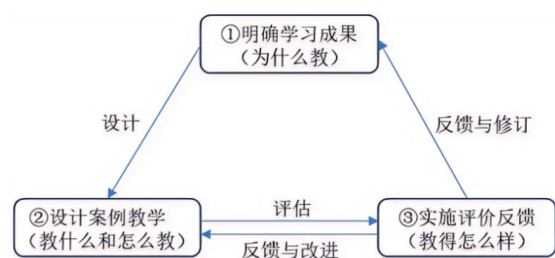 ①明确学习成果
（为什么教）
设计
反馈与修订
②设计案例教学
（教什么和怎么教）
评估
反馈与改进
③实施评价反馈
（教得怎么样）